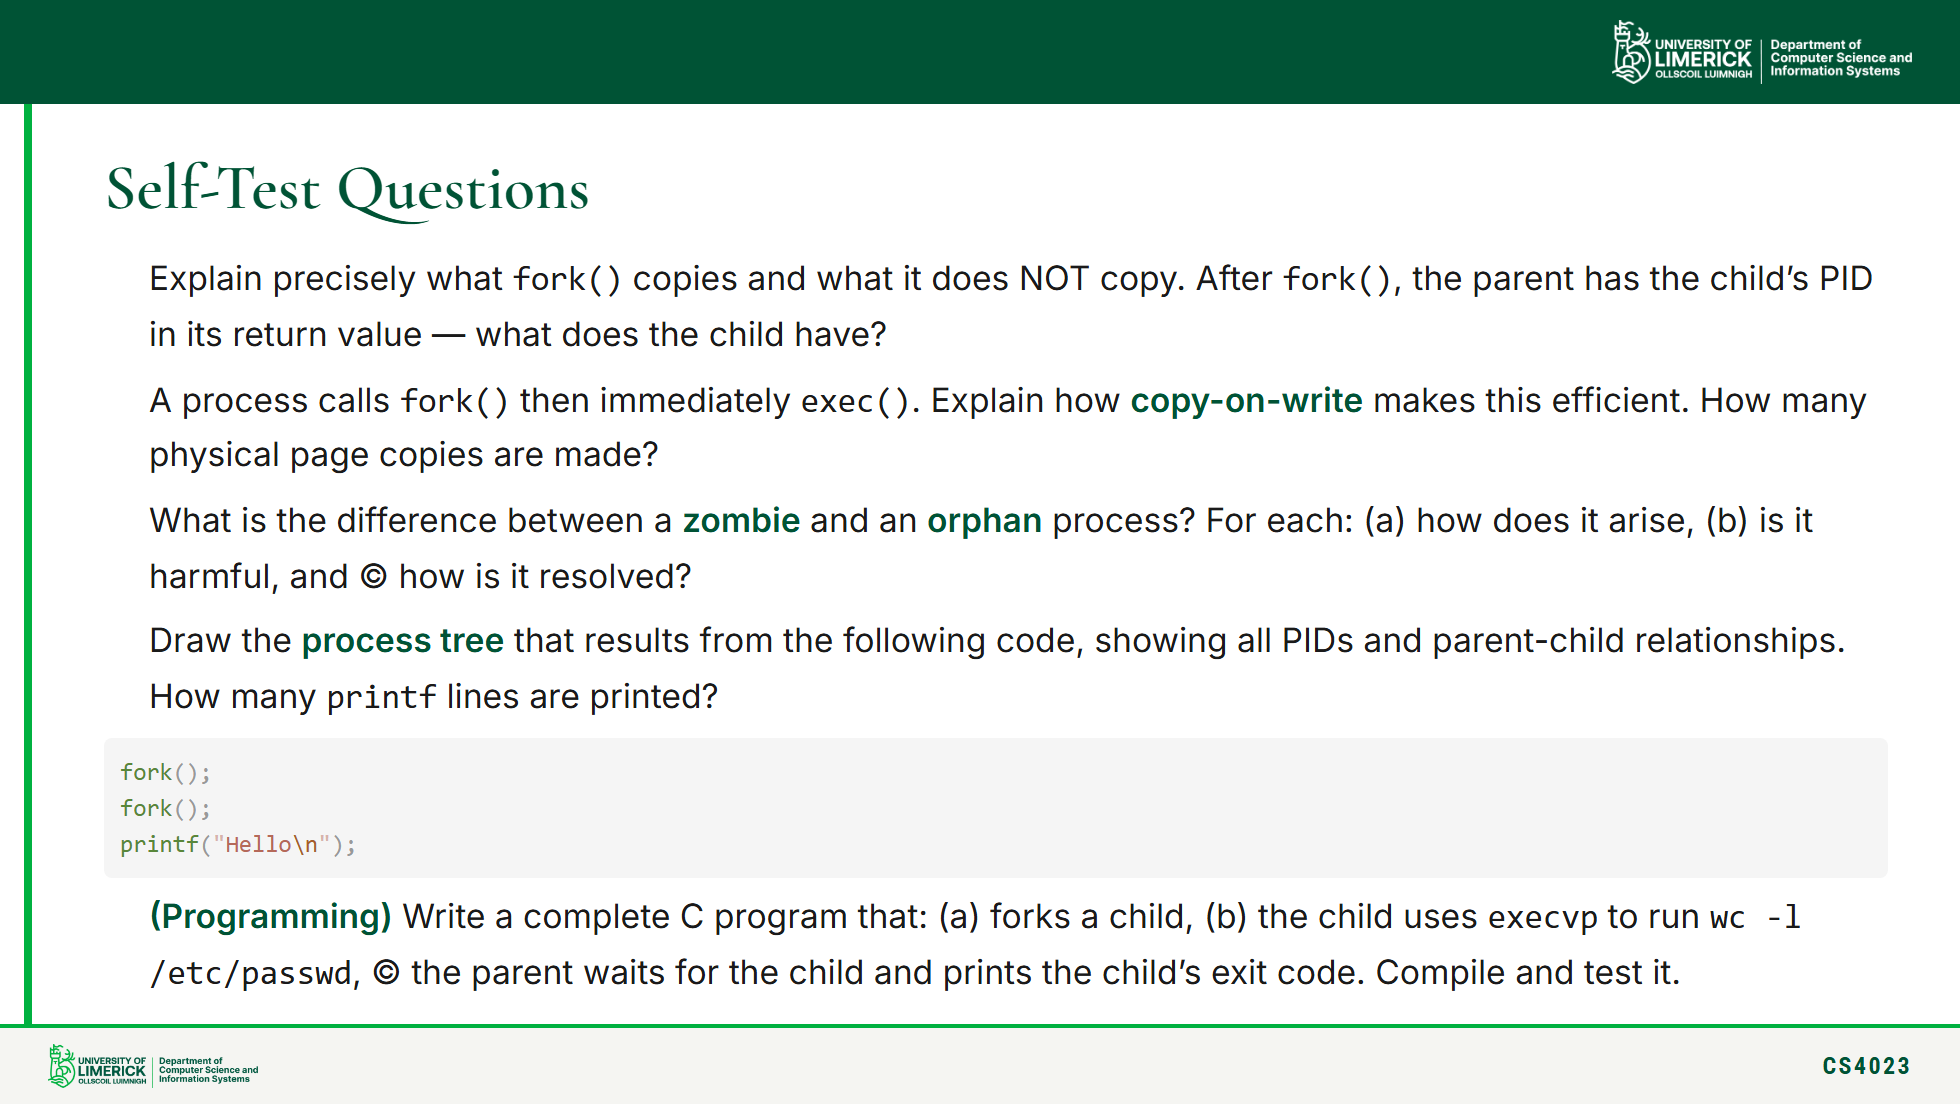 UNIVERSITY OF
LIMERICK
OLLSCOIL LUIMNIGH
Department of
Computer Science and
Information Systems
Self-Test Questions
Explain precisely what fork() copies and what it does NOT copy. After fork(), the parent has the child’s PID
in its return value — what does the child have?
A process calls fork() then immediately exec(). Explain how copy-on-write makes this efficient. How many
physical page copies are made?
What is the difference between a zombie and an orphan process? For each: (a) how does it arise, (b) is it
harmful, and © how is it resolved?
Draw the process tree that results from the following code, showing all PIDs and parent-child relationships.
How many printf lines are printed?
fork();
fork();
printf("Hello\n");
(Programming) Write a complete C program that: (a) forks a child, (b) the child uses execvp to run wc -l
/etc/passwd, © the parent waits for the child and prints the child’s exit code. Compile and test it.
UNIVERSITY OF
LIMERICK
OLLSCOIL LUIMNIGH
Department of
Computer Science and
Information Systems
CS4023